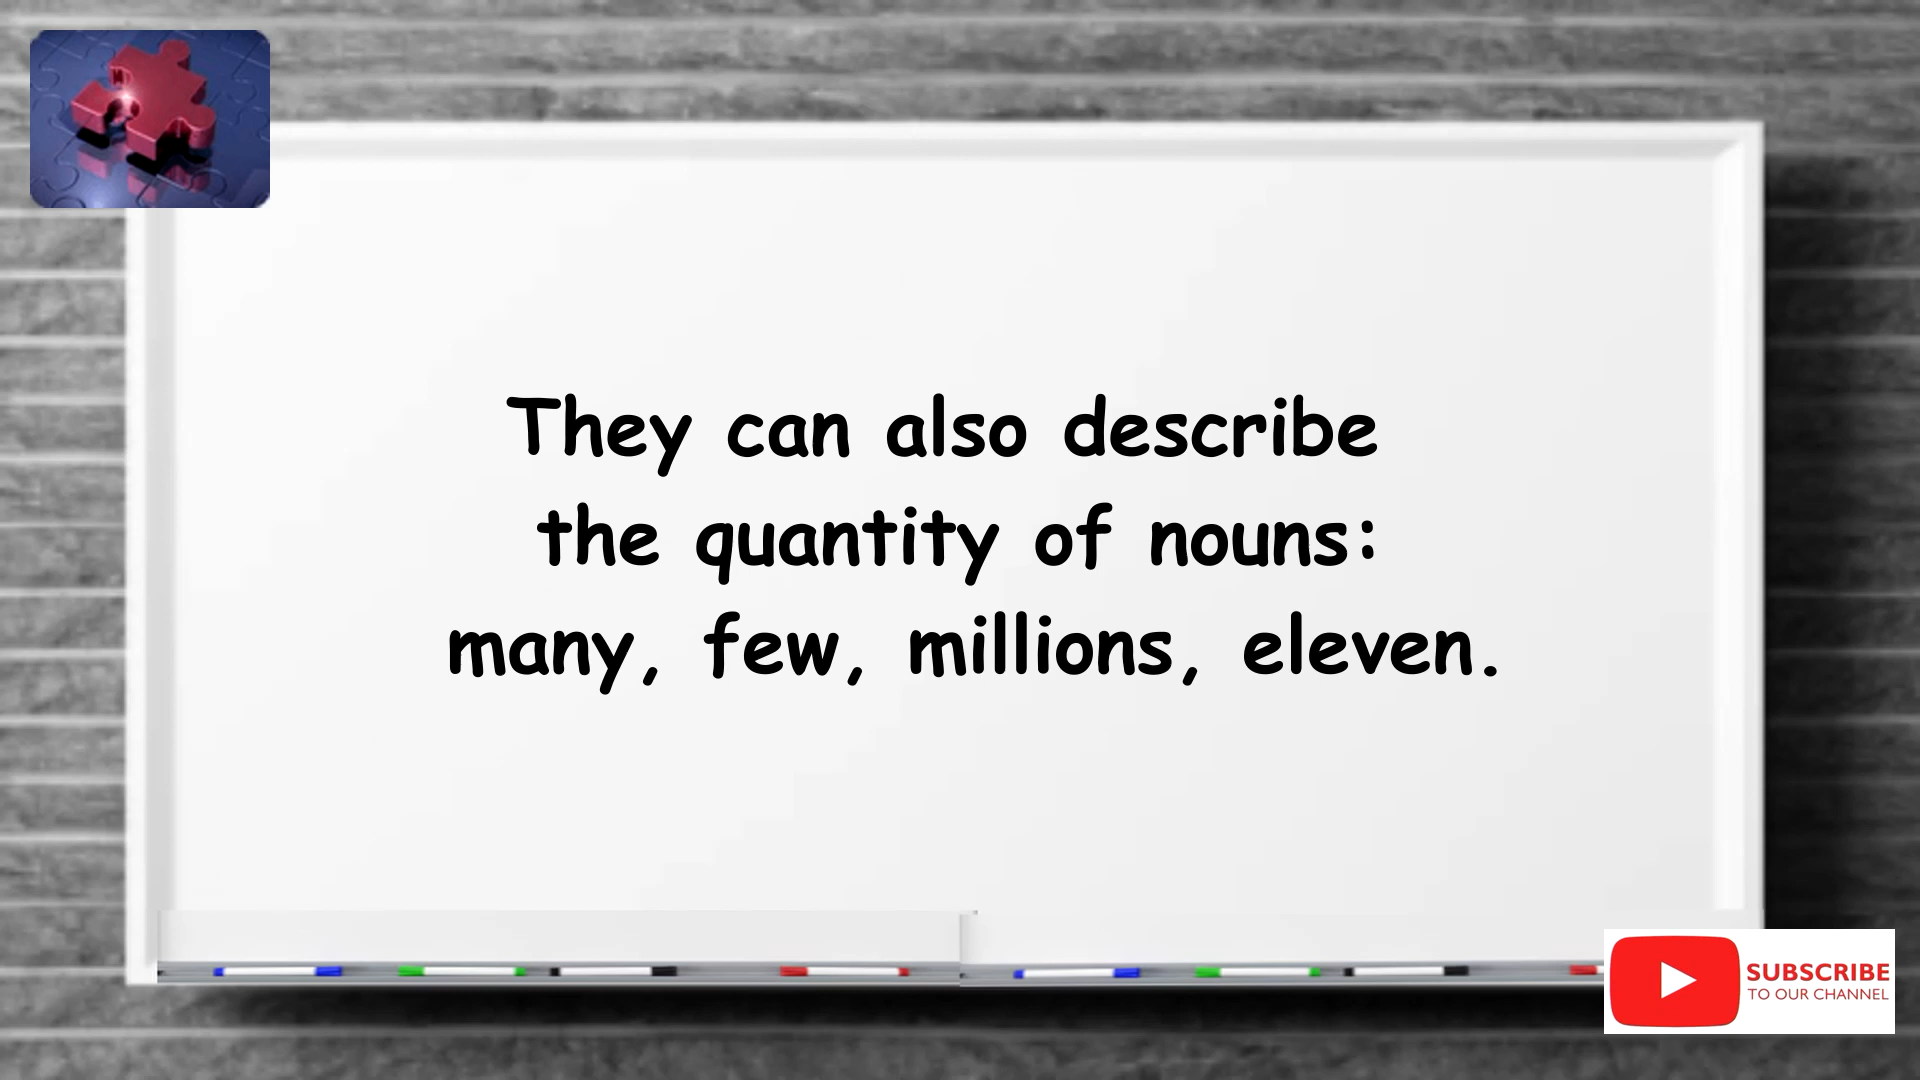 They can also describe
the quantity of nouns:
many, few, millions, eleven.
SUBSCRIBE
TO OUR CHANNEL